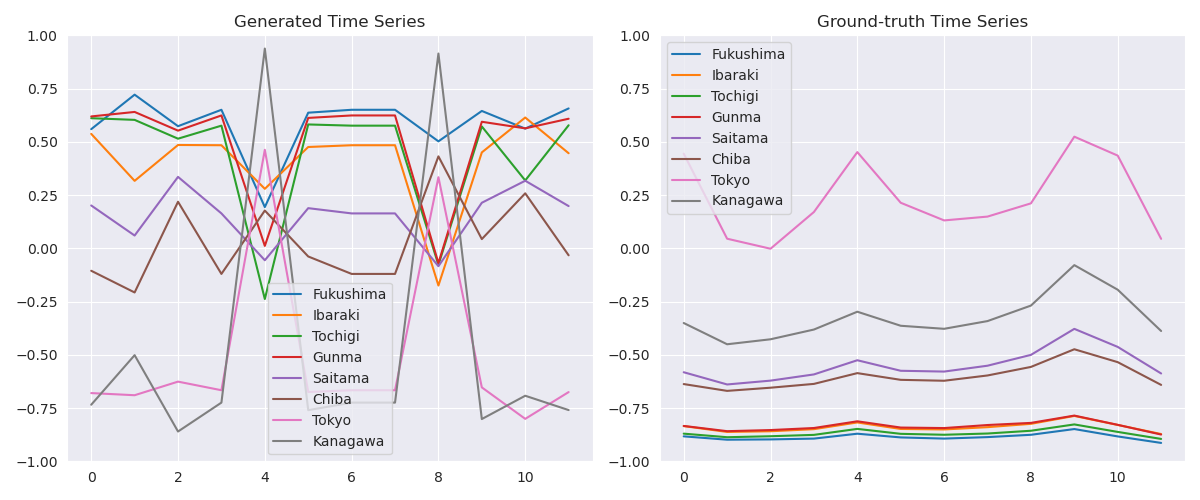 Generated Time Series
1.00
0.75
0.50
0.25
0.00
−0.25
−0.50
−0.75
−1.00
0 2 4 6 8 10
Fukushima
Ibaraki
Tochigi
Gunma
Saitama
Chiba
Tokyo
Kanagawa
Ground-truth Time Series
1.00
0.75
0.50
0.25
0.00
−0.25
−0.50
−0.75
−1.00
0 2 4 6 8 10
Fukushima
Ibaraki
Tochigi
Gunma
Saitama
Chiba
Tokyo
Kanagawa